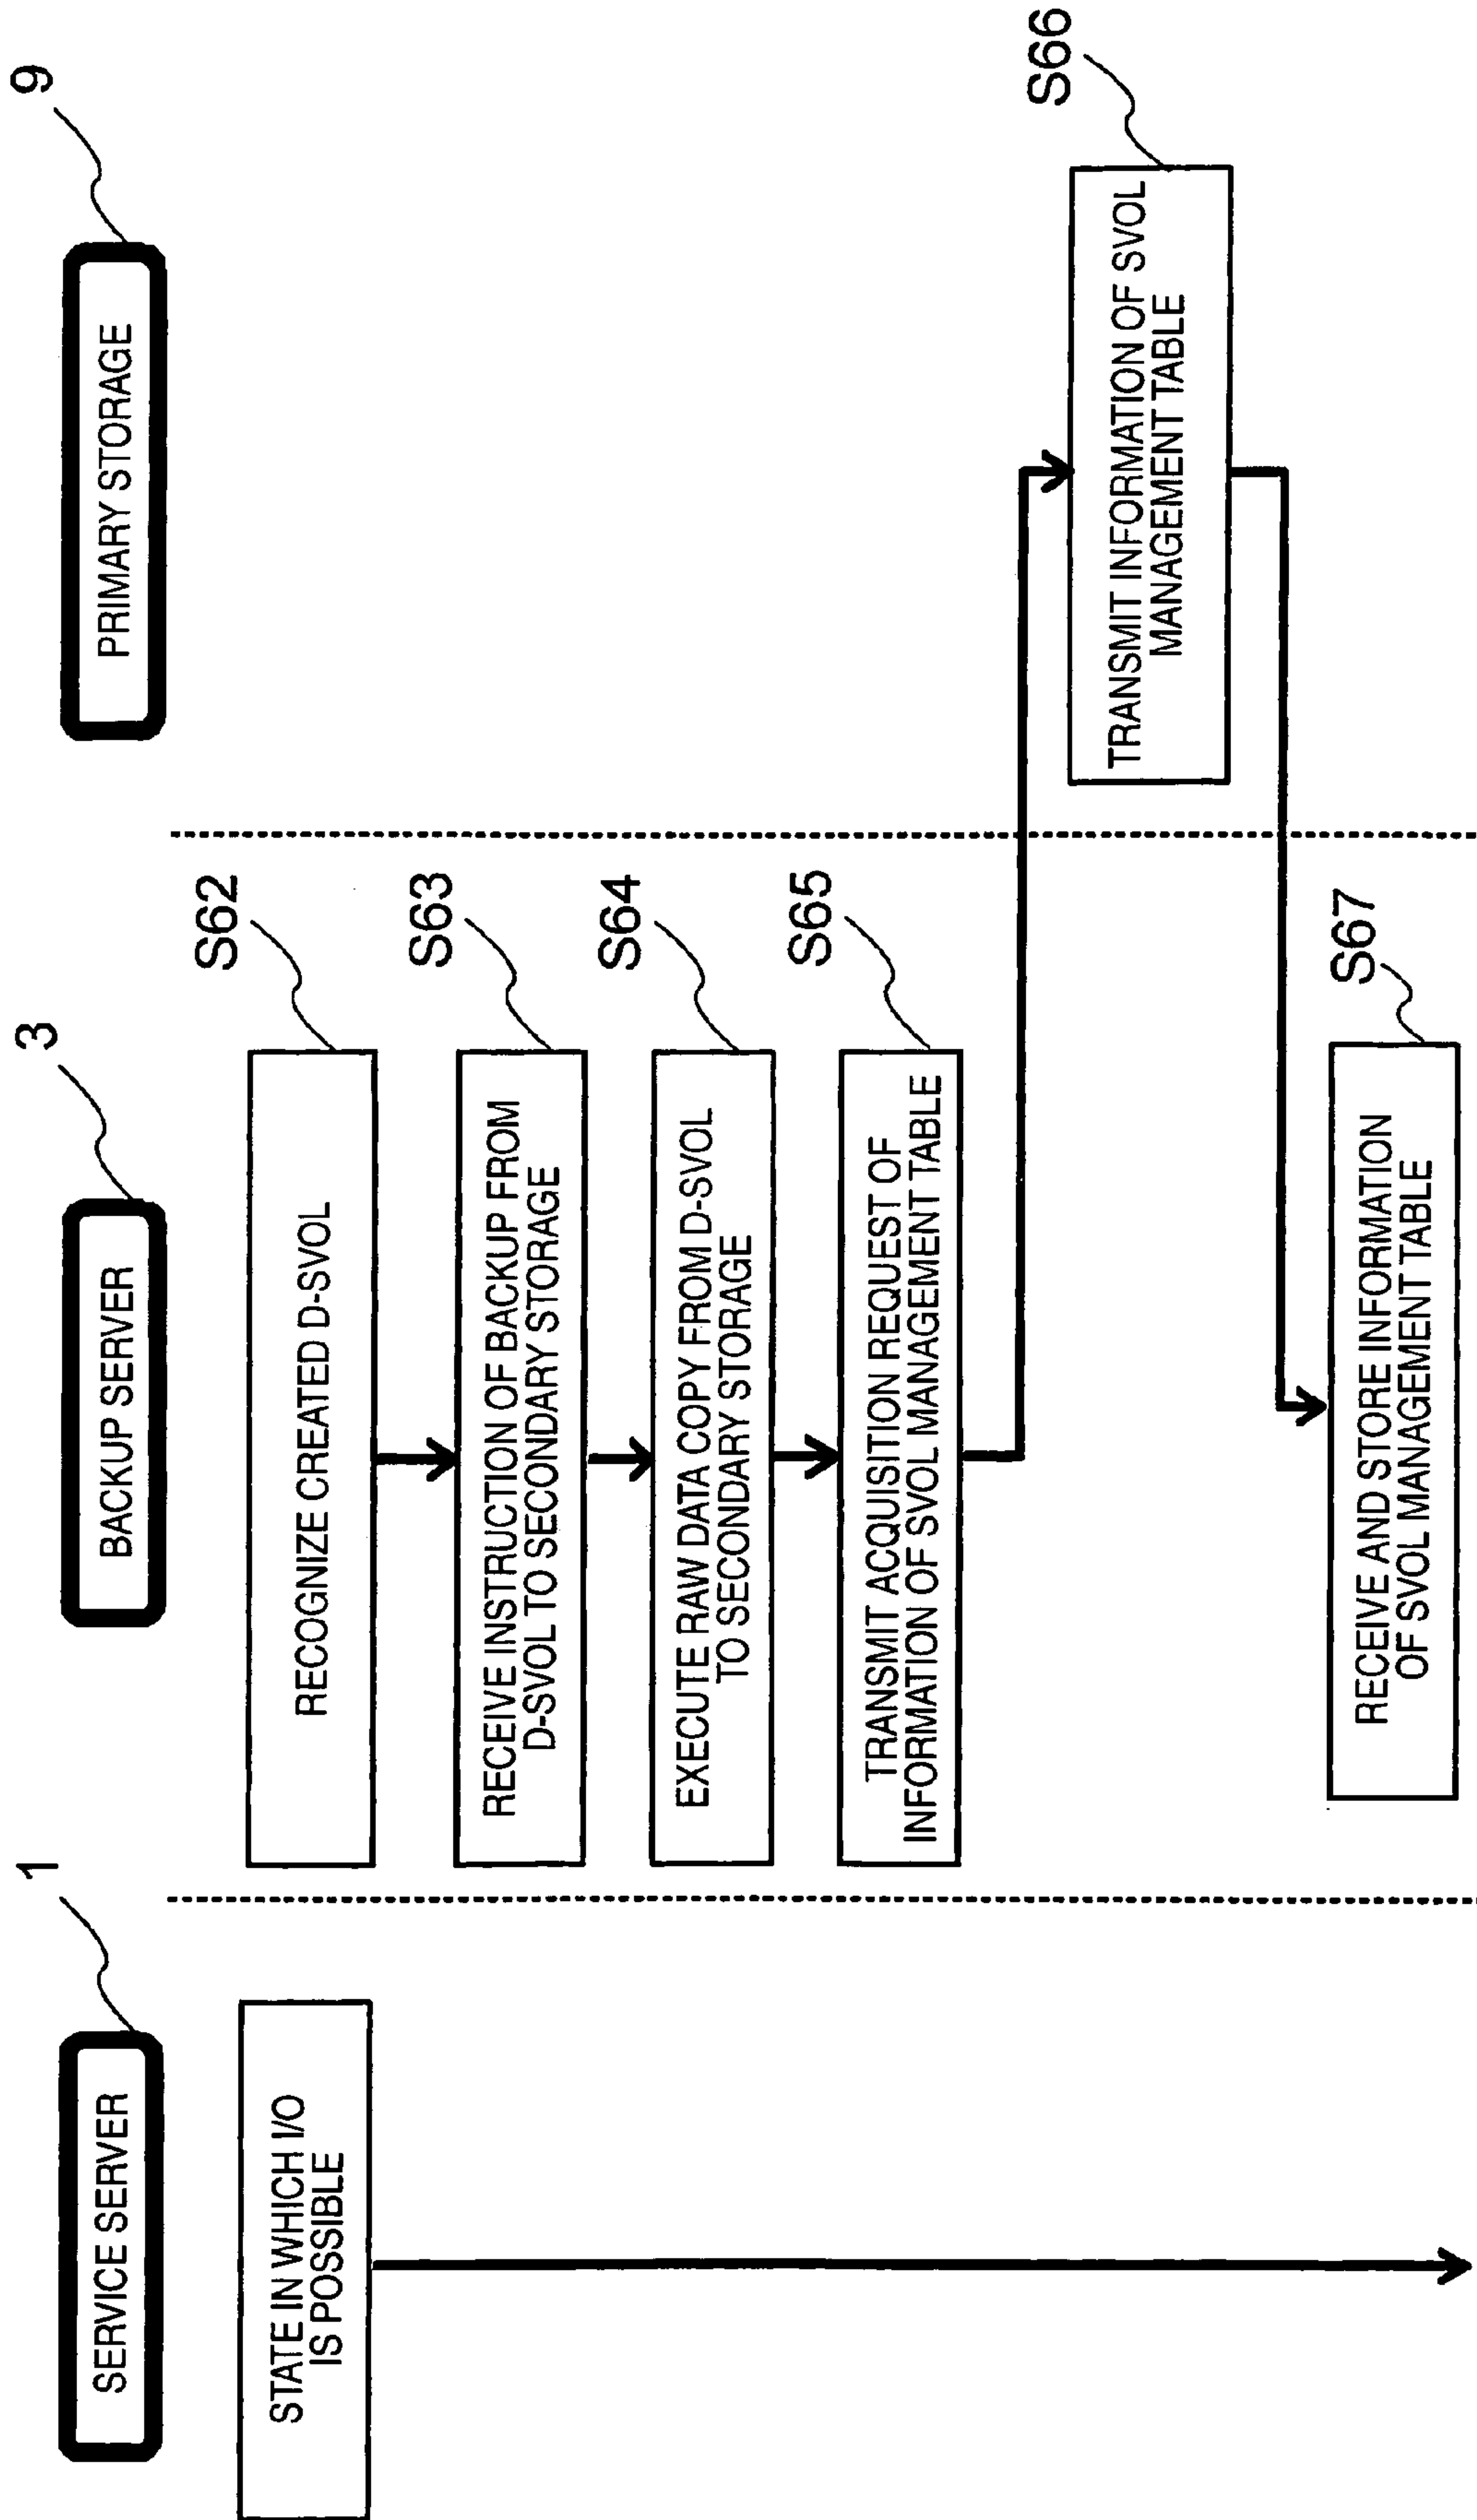 1
SERVICE SERVER
3
BACKUP SERVER
9
PRIMARY STORAGE
STATE IN WHICH I/O
IS POSSIBLE
S62
RECOGNIZE CREATED D-SVOL
S63
RECEIVE INSTRUCTION OF BACKUP FROM
D-SVOL TO SECONDARY STORAGE
S64
EXECUTE RAW DATA COPY FROM D-SVOL
TO SECONDARY STORAGE
S65
TRANSMIT ACQUISITION REQUEST OF
INFORMATION OF SVOL MANAGEMENT TABLE
S66
TRANSMIT INFORMATION OF SVOL
MANAGEMENT TABLE
S67
RECEIVE AND STORE INFORMATION
OF SVOL MANAGEMENT TABLE